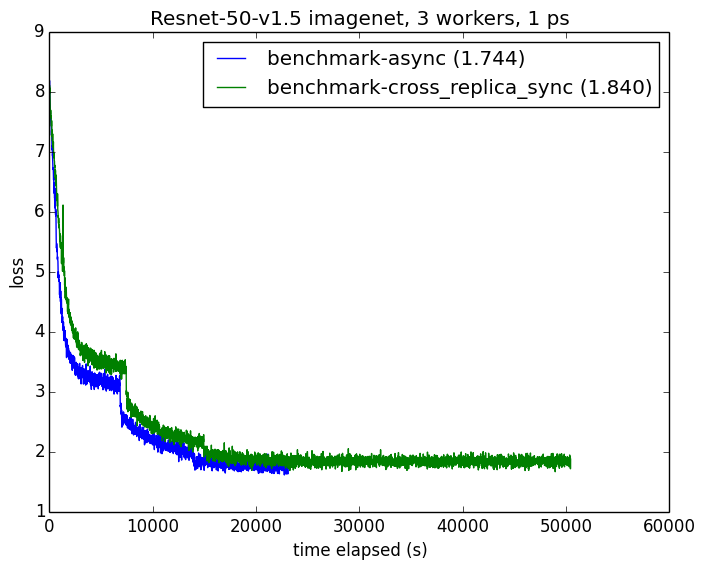 Resnet-50-v1.5 imagenet, 3 workers, 1 ps
9
8
7
6
5
4
3
2
1
loss
benchmark-async (1.744)
benchmark-cross_replica_sync (1.840)
0 10000 20000 30000 40000 50000 60000
time elapsed (s)